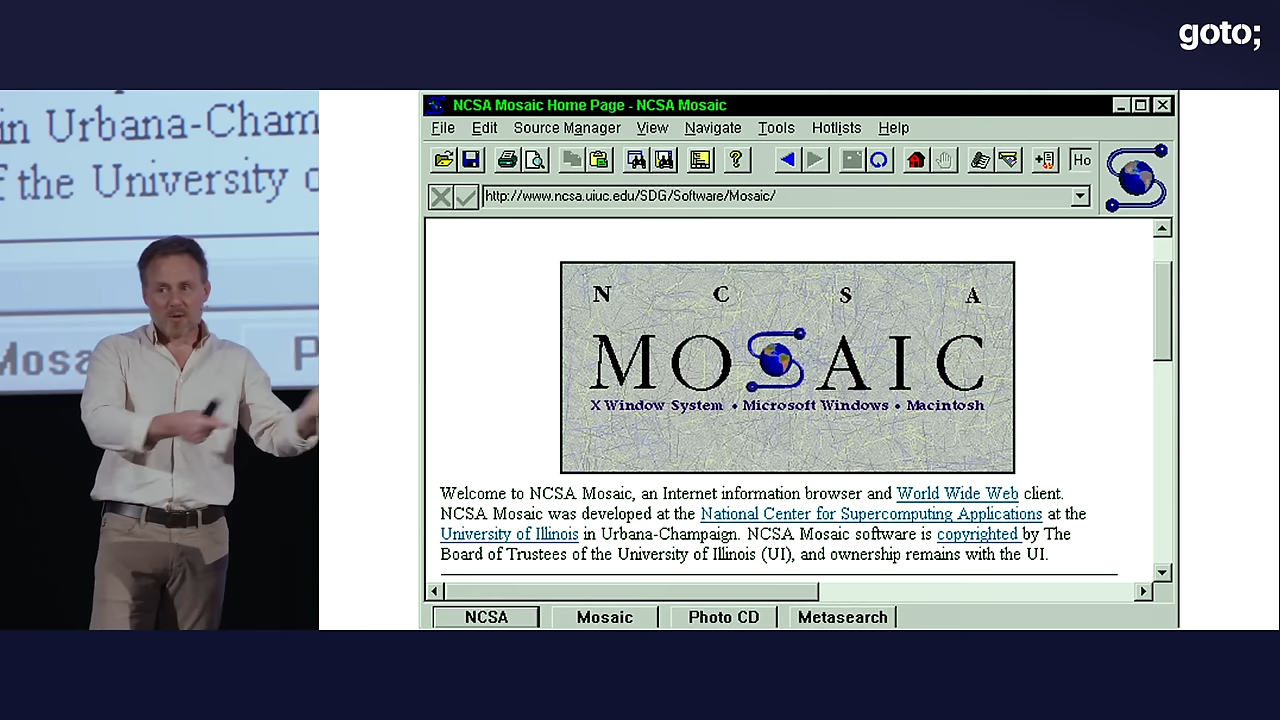 goto;
in Urbana-Cham
f the University o
Mosa
P
NCSA Mosaic Home Page - NCSA Mosaic
File Edit Source Manager View Navigate Tools Hotlists Help
Ho
http://www.ncsa.uiuc.edu/SDG/Software/Mosaic/
N C S A
MOSAIC
X Window System • Microsoft Windows • Macintosh
Welcome to NCSA Mosaic, an Internet information browser and World Wide Web client.
NCSA Mosaic was developed at the National Center for Supercomputing Applications at the
University of Illinois in Urbana-Champaign. NCSA Mosaic software is copyrighted by The
Board of Trustees of the University of Illinois (UI), and ownership remains with the UI.
NCSA Mosaic Photo CD Metasearch